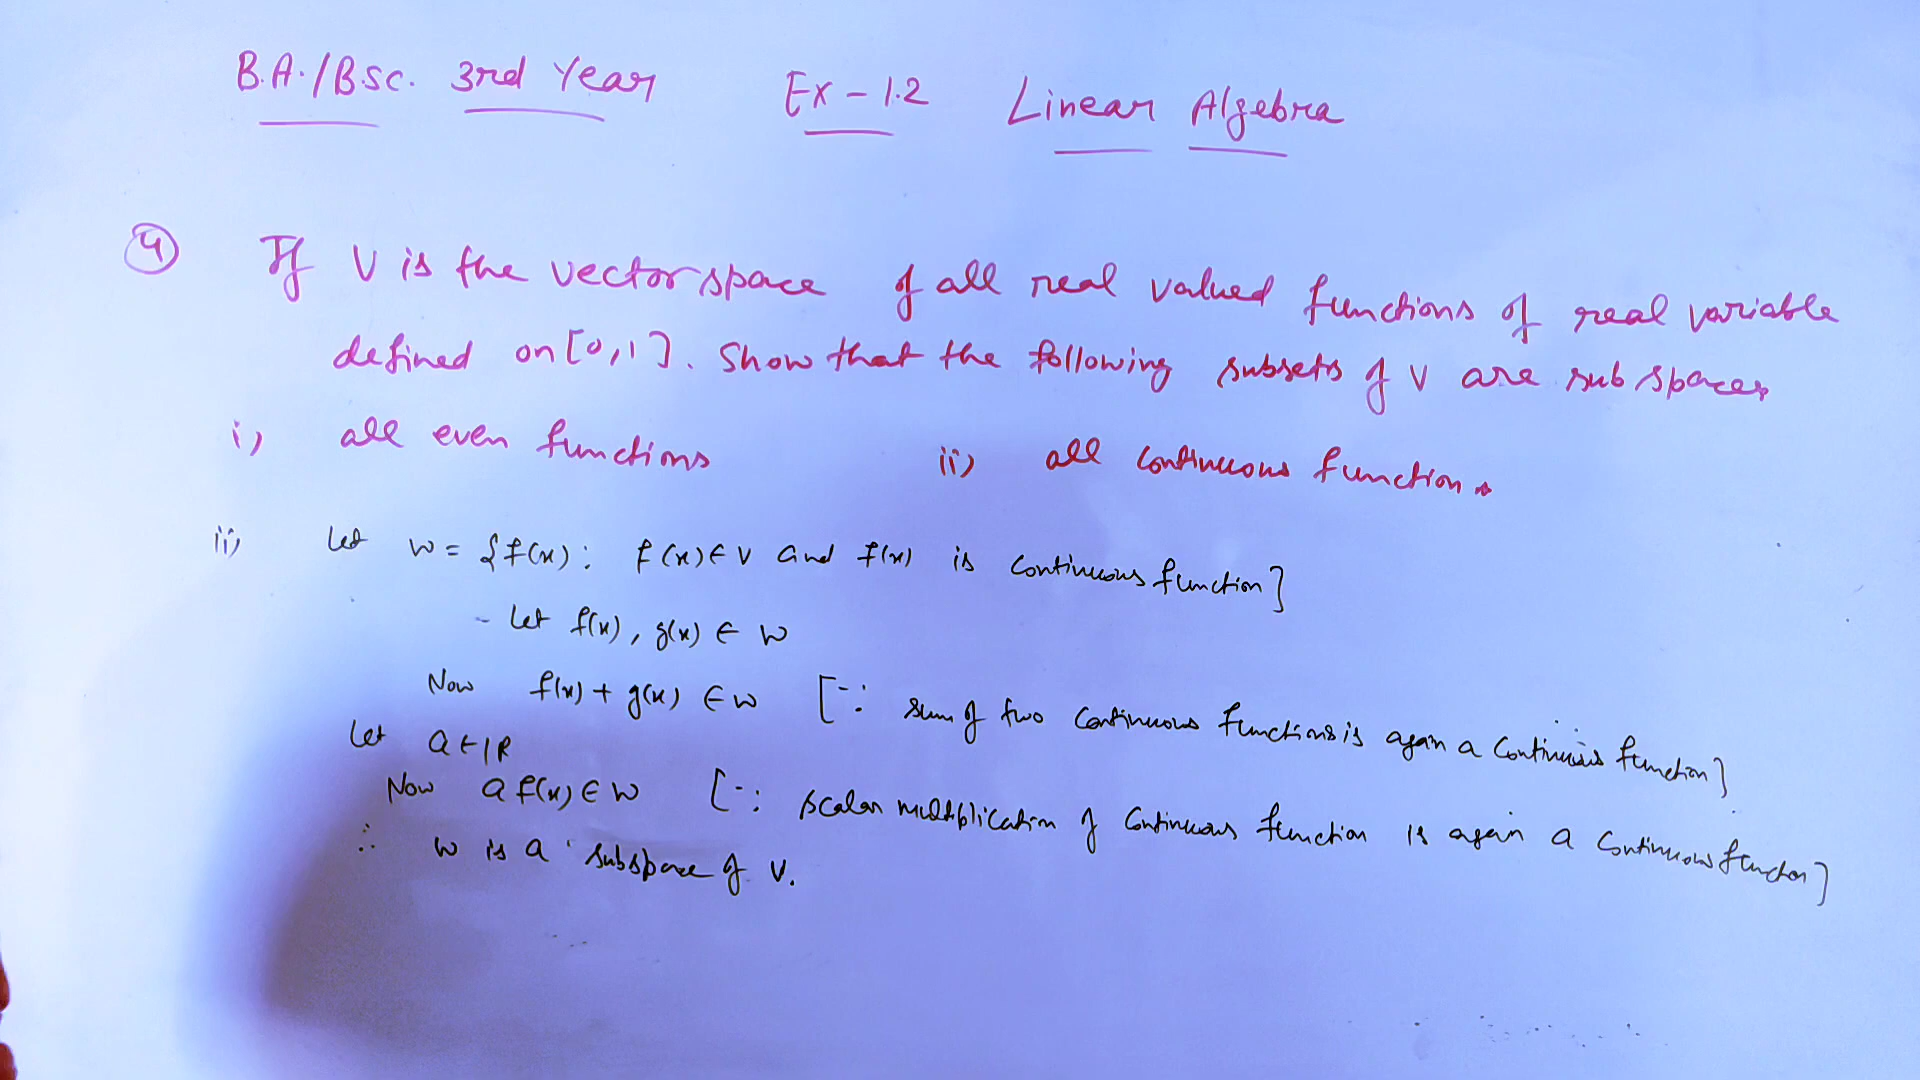 B.A./B.sc. 3rd Year Ex - 1.2 Linear Algebra
4 If V is the vector space of all real valued functions of real variable
defined on [0,1]. Show that the following subsets of V are sub spaces
i) all even functions ii) all continuous functions
ii) Let W = {f(x) : f(x) ∈ V and f(x) is continuous function]
- Let f(x), g(x) ∈ W
Now f(x) + g(x) ∈ W [∵ sum of two continuous functions is again a continuous function]
Let a ∈ IR
Now a f(x) ∈ W [∵ scalar multiplication of continuous function is again a continuous function]
∴ W is a subspace of V.